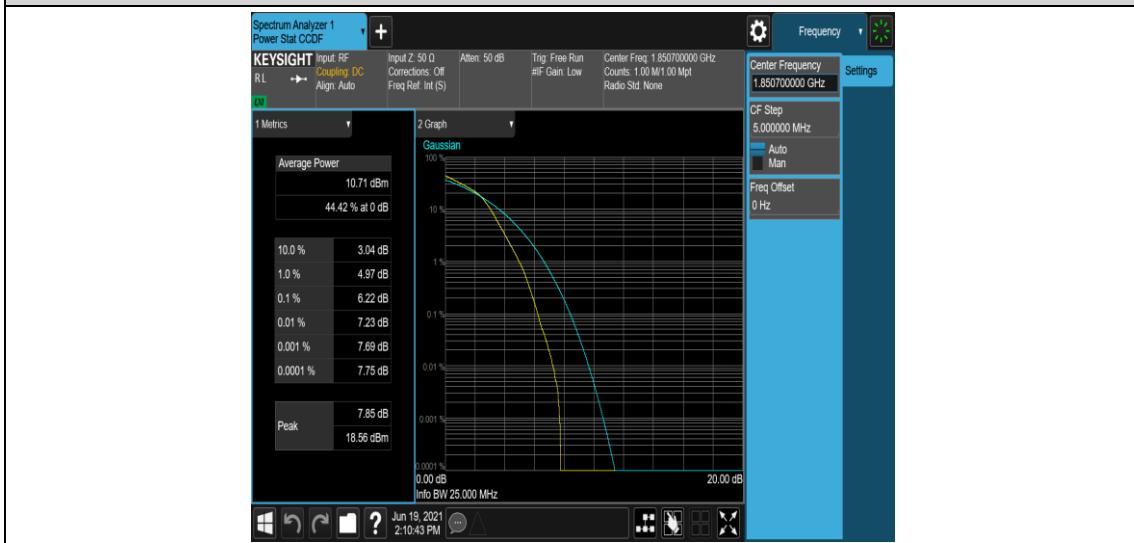 Spectrum Analyzer 1
Power Stat CCDF
+
Frequency
KEYSIGHT
RL
Input: RF
Coupling: DC
Align: Auto
Input Z: 50 Ω
Corrections: Off
Freq Ref: Int (S)
Atten: 50 dB
Trig: Free Run
#IF Gain: Low
Center Freq: 1.850700000 GHz
Counts: 1.00 M/1.00 Mpt
Radio Std: None
Center Frequency
1.850700000 GHz
Settings
CF Step
5.000000 MHz
Auto
Man
Freq Offset
0 Hz
1 Metrics
Average Power
10.71 dBm
44.42 % at 0 dB
10.0 % 3.04 dB
1.0 % 4.97 dB
0.1 % 6.22 dB
0.01 % 7.23 dB
0.001 % 7.69 dB
0.0001 % 7.75 dB
Peak
7.85 dB
18.56 dBm
2 Graph
Gaussian
100 %
10 %
1 %
0.1 %
0.01 %
0.001 %
0.0001 %
0.00 dB
20.00 dB
Info BW 25.000 MHz
?
Jun 19, 2021
2:10:43 PM